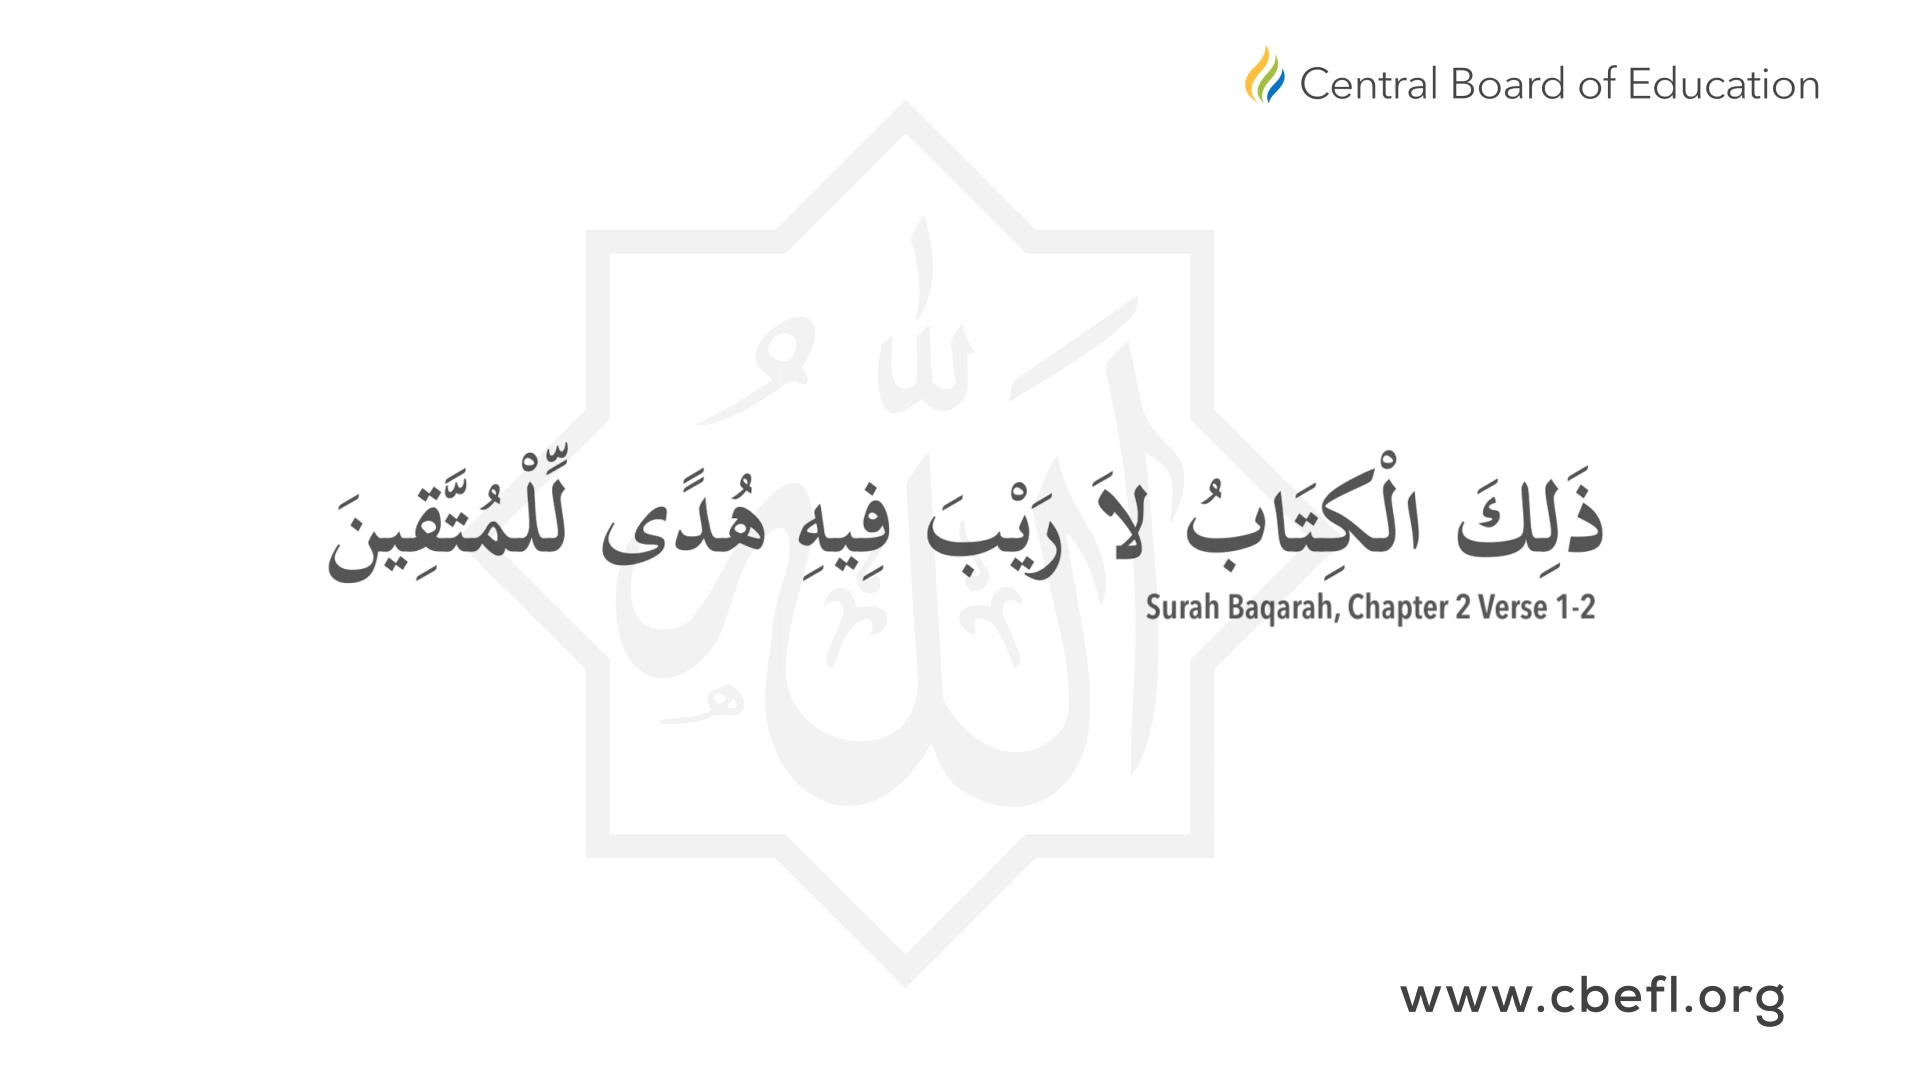 Central Board of Education
ذَلِكَ الْكِتَابُ لاَ رَيْبَ فِيهِ هُدًى لِّلْمُتَّقِينَ
Surah Baqarah, Chapter 2 Verse 1-2
الله
www.cbefl.org